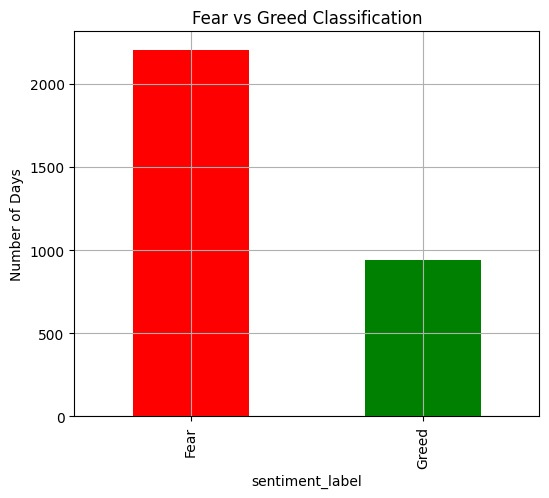 Fear vs Greed Classification
Number of Days
2000
1500
1000
500
0
Fear
Greed
sentiment_label